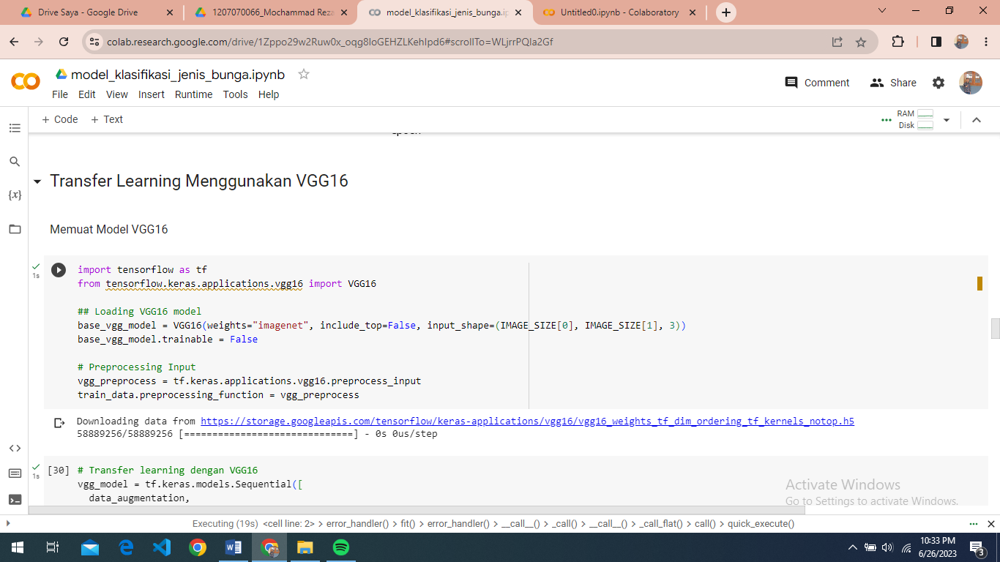 Drive Saya - Google Drive
1207070066_Mochammad Reza
model_klasifikasi_jenis_bunga.ip
Untitled0.ipynb - Colaboratory
colab.research.google.com/drive/1Zppo29w2Ruw0x_oqg8IoGEHZLKehIpd6#scrollTo=WLjrrPQIa2Gf
model_klasifikasi_jenis_bunga.ipynb
File Edit View Insert Runtime Tools Help
Comment
Share
+ Code + Text
RAM
Disk
epoch
Transfer Learning Menggunakan VGG16
Memuat Model VGG16
1s
import tensorflow as tf
from tensorflow.keras.applications.vgg16 import VGG16
## Loading VGG16 model
base_vgg_model = VGG16(weights="imagenet", include_top=False, input_shape=(IMAGE_SIZE[0], IMAGE_SIZE[1], 3))
base_vgg_model.trainable = False
# Preprocessing Input
vgg_preprocess = tf.keras.applications.vgg16.preprocess_input
train_data.preprocessing_function = vgg_preprocess
Downloading data from https://storage.googleapis.com/tensorflow/keras-applications/vgg16/vgg16_weights_tf_dim_ordering_tf_kernels_notop.h5
58889256/58889256 [==============================] - 0s 0us/step
1s
[30] # Transfer learning dengan VGG16
vgg_model = tf.keras.models.Sequential([
data_augmentation,
Activate Windows
Go to Settings to activate Windows.
Executing (19s) <cell line: 2> > error_handler() > fit() > error_handler() > __call__() > _call() > __call__() > _call_flat() > call() > quick_execute()
10:33 PM
6/26/2023
3